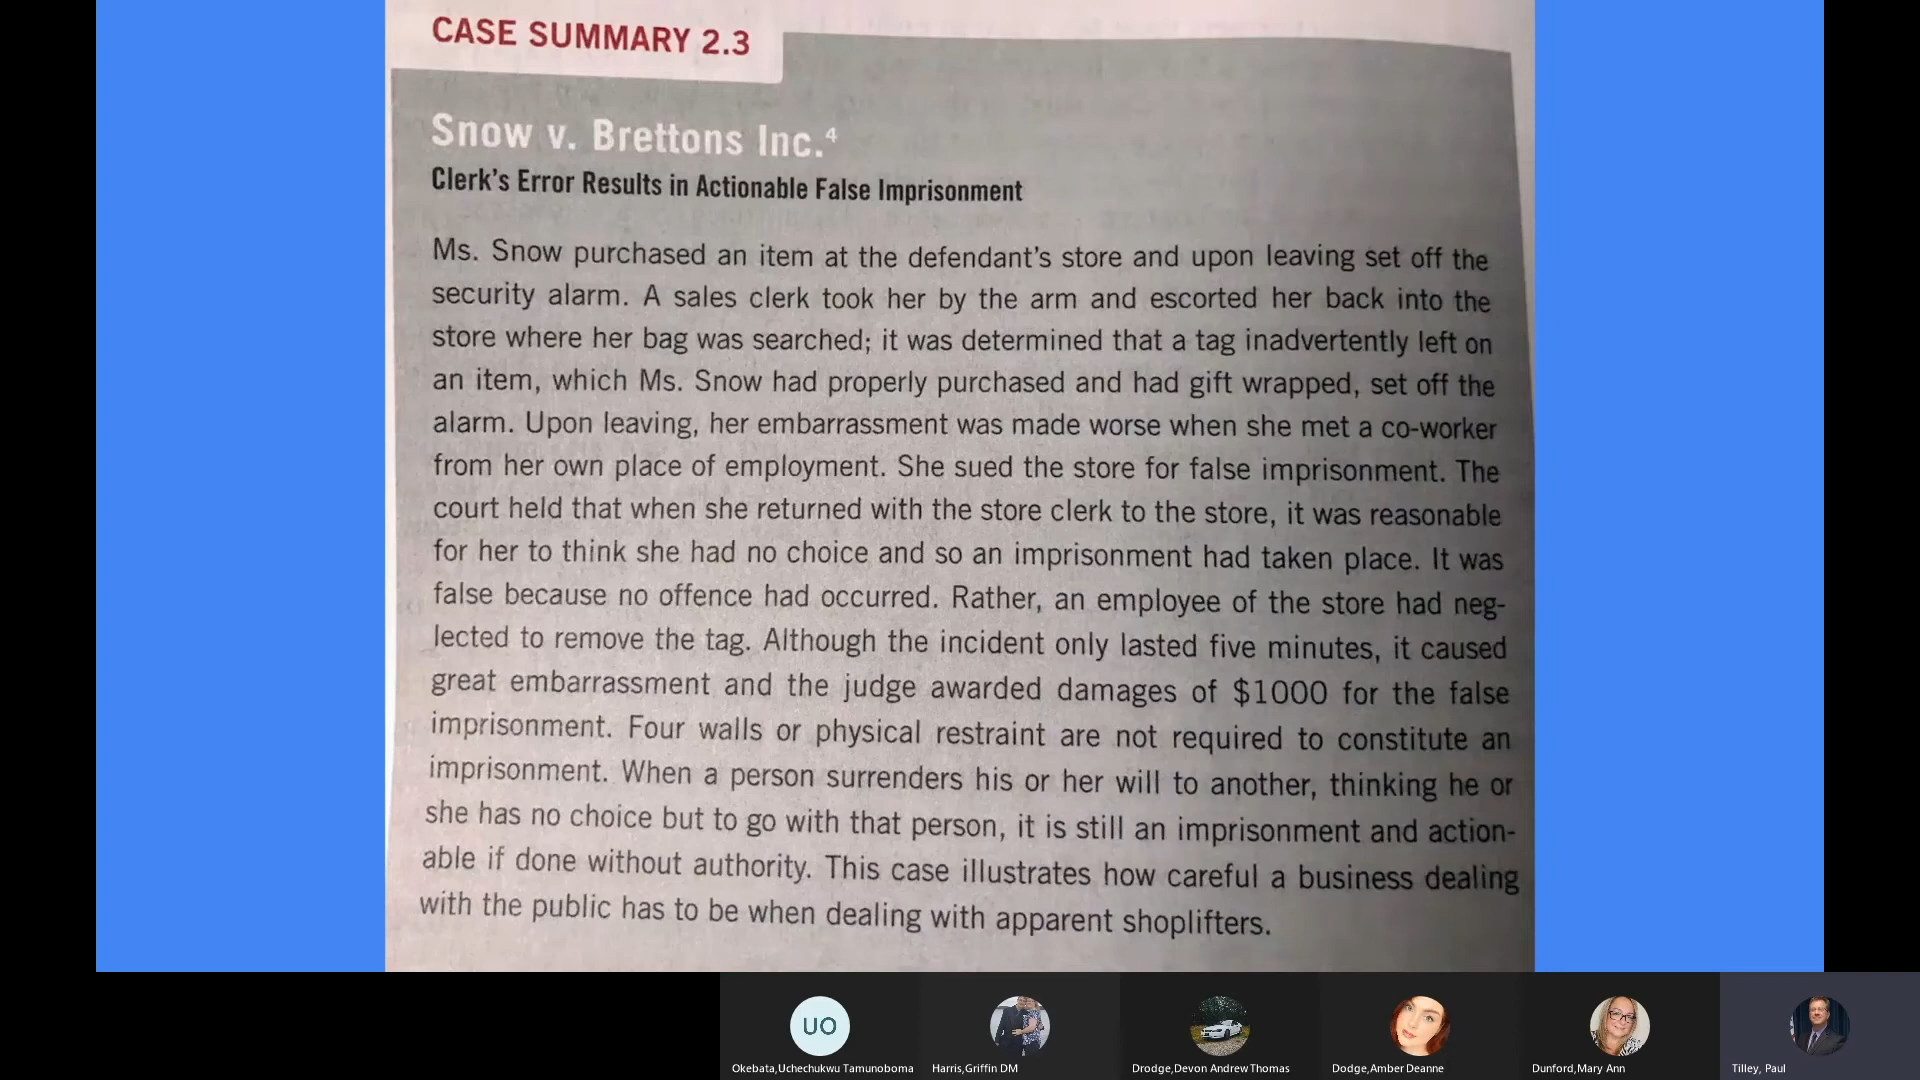 CASE SUMMARY 2.3
Snow v. Brettons Inc.⁴
Clerk's Error Results in Actionable False Imprisonment
Ms. Snow purchased an item at the defendant's store and upon leaving set off the
security alarm. A sales clerk took her by the arm and escorted her back into the
store where her bag was searched; it was determined that a tag inadvertently left on
an item, which Ms. Snow had properly purchased and had gift wrapped, set off the
alarm. Upon leaving, her embarrassment was made worse when she met a co-worker
from her own place of employment. She sued the store for false imprisonment. The
court held that when she returned with the store clerk to the store, it was reasonable
for her to think she had no choice and so an imprisonment had taken place. It was
false because no offence had occurred. Rather, an employee of the store had neg-
lected to remove the tag. Although the incident only lasted five minutes, it caused
great embarrassment and the judge awarded damages of $1000 for the false
imprisonment. Four walls or physical restraint are not required to constitute an
imprisonment. When a person surrenders his or her will to another, thinking he or
she has no choice but to go with that person, it is still an imprisonment and action-
able if done without authority. This case illustrates how careful a business dealing
with the public has to be when dealing with apparent shoplifters.
UO
Okebata,Uchechukwu Tamunoboma
Harris,Griffin DM
Drodge,Devon Andrew Thomas
Dodge,Amber Deanne
Dunford,Mary Ann
Tilley, Paul